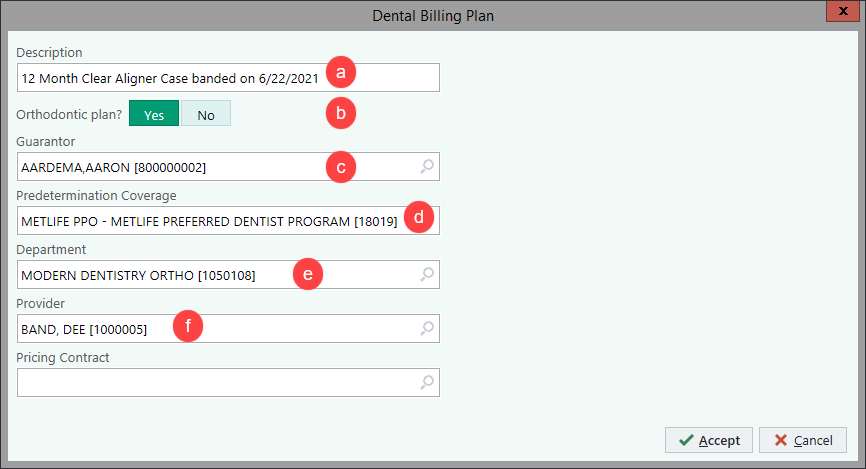 Dental Billing Plan
x
Description
12 Month Clear Aligner Case banded on 6/22/2021 a
Orthodontic plan? Yes No b
Guarantor
AARDEMA,AARON [800000002] c
Predetermination Coverage
METLIFE PPO - METLIFE PREFERRED DENTIST PROGRAM [18019] d
Department
MODERN DENTISTRY ORTHO [1050108] e
Provider
BAND, DEE [1000005] f
Pricing Contract
Accept Cancel